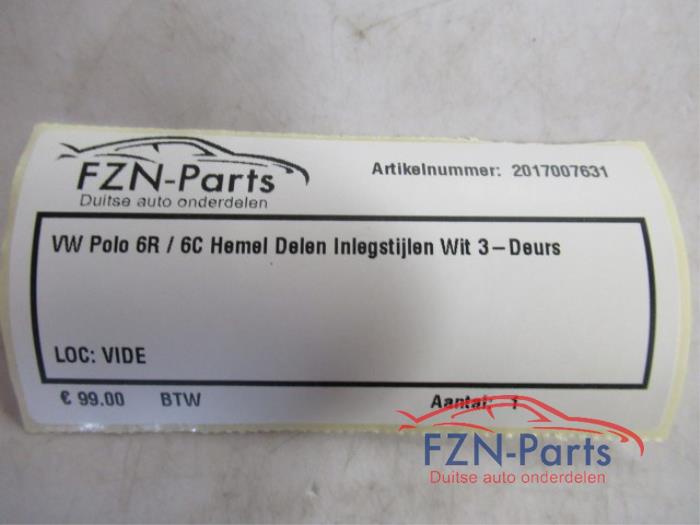 FZN-Parts
Duitse auto onderdelen
Artikelnummer: 2017007631
VW Polo 6R / 6C Hemel Delen Inlegstijlen Wit 3-Deurs
LOC: VIDE
€ 99.00 BTW Aantal: 1
FZN-Parts
Duitse auto onderdelen